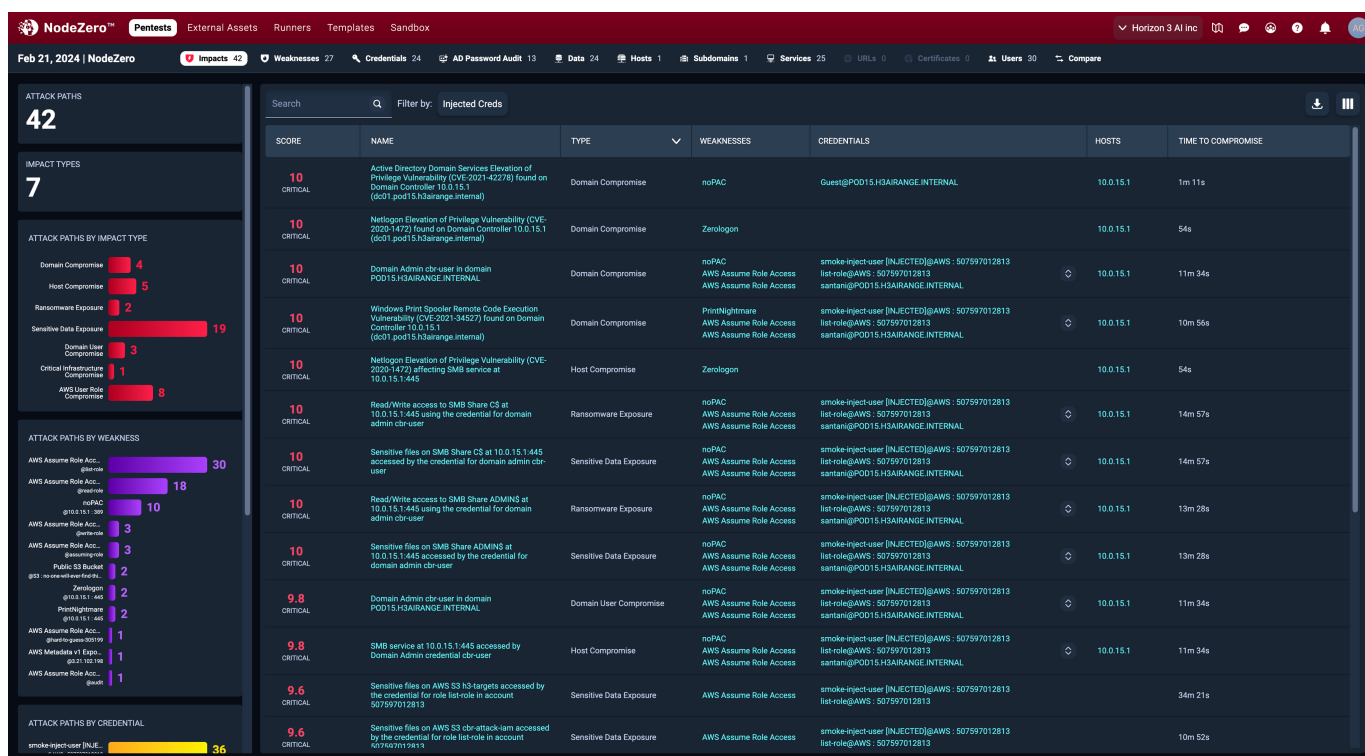 NodeZero™ Pentests External Assets Runners Templates Sandbox Horizon 3 AI inc AG
Feb 21, 2024 | NodeZero Impacts 42 Weaknesses 27 Credentials 24 AD Password Audit 13 Data 24 Hosts 1 Subdomains 1 Services 25 URLs 0 Certificates 0 Users 30 Compare
ATTACK PATHS
42
IMPACT TYPES
7
ATTACK PATHS BY IMPACT TYPE
Domain Compromise 4
Host Compromise 5
Ransomware Exposure 2
Sensitive Data Exposure 19
Domain User
Compromise 3
Critical Infrastructure
Compromise 1
AWS User Role
Compromise 8
ATTACK PATHS BY WEAKNESS
AWS Assume Role Acc...
@list-role 30
AWS Assume Role Acc...
@read-role 18
noPAC
@10.0.15.1 : 389 10
AWS Assume Role Acc...
@write-role 3
AWS Assume Role Acc...
@assuming-role 3
Public S3 Bucket
@S3 : no-one-will-ever-find-thi... 2
Zerologon
@10.0.15.1 : 445 2
PrintNightmare
@10.0.15.1 : 445 2
AWS Assume Role Acc...
@hard-to-guess-305199 1
AWS Metadata v1 Expo...
@3.21.102.198 1
AWS Assume Role Acc...
@audit 1
ATTACK PATHS BY CREDENTIAL
smoke-inject-user [INJE... 36
Search Filter by: Injected Creds
SCORE NAME TYPE WEAKNESSES CREDENTIALS HOSTS TIME TO COMPROMISE
10
CRITICAL
Active Directory Domain Services Elevation of
Privilege Vulnerability (CVE-2021-42278) found on
Domain Controller 10.0.15.1
(dc01.pod15.h3airange.internal)
Domain Compromise
noPAC
Guest@POD15.H3AIRANGE.INTERNAL
10.0.15.1
1m 11s
10
CRITICAL
Netlogon Elevation of Privilege Vulnerability (CVE-
2020-1472) found on Domain Controller 10.0.15.1
(dc01.pod15.h3airange.internal)
Domain Compromise
Zerologon
10.0.15.1
54s
10
CRITICAL
Domain Admin cbr-user in domain
POD15.H3AIRANGE.INTERNAL
Domain Compromise
noPAC
AWS Assume Role Access
AWS Assume Role Access
smoke-inject-user [INJECTED]@AWS : 507597012813
list-role@AWS : 507597012813
santani@POD15.H3AIRANGE.INTERNAL
10.0.15.1
11m 34s
10
CRITICAL
Windows Print Spooler Remote Code Execution
Vulnerability (CVE-2021-34527) found on Domain
Controller 10.0.15.1
(dc01.pod15.h3airange.internal)
Domain Compromise
PrintNightmare
AWS Assume Role Access
AWS Assume Role Access
smoke-inject-user [INJECTED]@AWS : 507597012813
list-role@AWS : 507597012813
santani@POD15.H3AIRANGE.INTERNAL
10.0.15.1
10m 56s
10
CRITICAL
Netlogon Elevation of Privilege Vulnerability (CVE-
2020-1472) affecting SMB service at
10.0.15.1:445
Host Compromise
Zerologon
10.0.15.1
54s
10
CRITICAL
Read/Write access to SMB Share C$ at
10.0.15.1:445 using the credential for domain
admin cbr-user
Ransomware Exposure
noPAC
AWS Assume Role Access
AWS Assume Role Access
smoke-inject-user [INJECTED]@AWS : 507597012813
list-role@AWS : 507597012813
santani@POD15.H3AIRANGE.INTERNAL
10.0.15.1
14m 57s
10
CRITICAL
Sensitive files on SMB Share C$ at 10.0.15.1:445
accessed by the credential for domain admin cbr-
user
Sensitive Data Exposure
noPAC
AWS Assume Role Access
AWS Assume Role Access
smoke-inject-user [INJECTED]@AWS : 507597012813
list-role@AWS : 507597012813
santani@POD15.H3AIRANGE.INTERNAL
10.0.15.1
14m 57s
10
CRITICAL
Read/Write access to SMB Share ADMIN$ at
10.0.15.1:445 using the credential for domain
admin cbr-user
Ransomware Exposure
noPAC
AWS Assume Role Access
AWS Assume Role Access
smoke-inject-user [INJECTED]@AWS : 507597012813
list-role@AWS : 507597012813
santani@POD15.H3AIRANGE.INTERNAL
10.0.15.1
13m 28s
10
CRITICAL
Sensitive files on SMB Share ADMIN$ at
10.0.15.1:445 accessed by the credential for
domain admin cbr-user
Sensitive Data Exposure
noPAC
AWS Assume Role Access
AWS Assume Role Access
smoke-inject-user [INJECTED]@AWS : 507597012813
list-role@AWS : 507597012813
santani@POD15.H3AIRANGE.INTERNAL
10.0.15.1
13m 28s
9.8
CRITICAL
Domain Admin cbr-user in domain
POD15.H3AIRANGE.INTERNAL
Domain User Compromise
noPAC
AWS Assume Role Access
AWS Assume Role Access
smoke-inject-user [INJECTED]@AWS : 507597012813
list-role@AWS : 507597012813
santani@POD15.H3AIRANGE.INTERNAL
10.0.15.1
11m 34s
9.8
CRITICAL
SMB service at 10.0.15.1:445 accessed by
Domain Admin credential cbr-user
Host Compromise
noPAC
AWS Assume Role Access
AWS Assume Role Access
smoke-inject-user [INJECTED]@AWS : 507597012813
list-role@AWS : 507597012813
santani@POD15.H3AIRANGE.INTERNAL
10.0.15.1
11m 34s
9.6
CRITICAL
Sensitive files on AWS S3 h3-targets accessed by
the credential for role list-role in account
507597012813
Sensitive Data Exposure
AWS Assume Role Access
smoke-inject-user [INJECTED]@AWS : 507597012813
list-role@AWS : 507597012813
34m 21s
9.6
CRITICAL
Sensitive files on AWS S3 cbr-attack-iam accessed
by the credential for role list-role in account
507597012813
Sensitive Data Exposure
AWS Assume Role Access
smoke-inject-user [INJECTED]@AWS : 507597012813
list-role@AWS : 507597012813
10m 52s